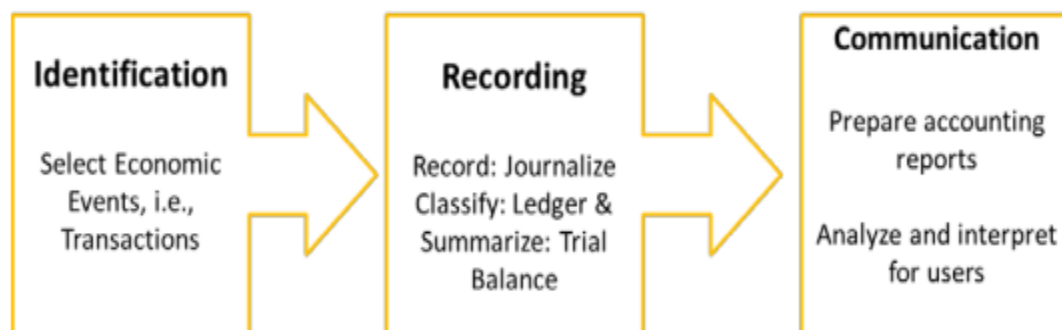 Identification
Select Economic
Events, i.e.,
Transactions
Recording
Record: Journalize
Classify: Ledger &
Summarize: Trial
Balance
Communication
Prepare accounting
reports
Analyze and interpret
for users